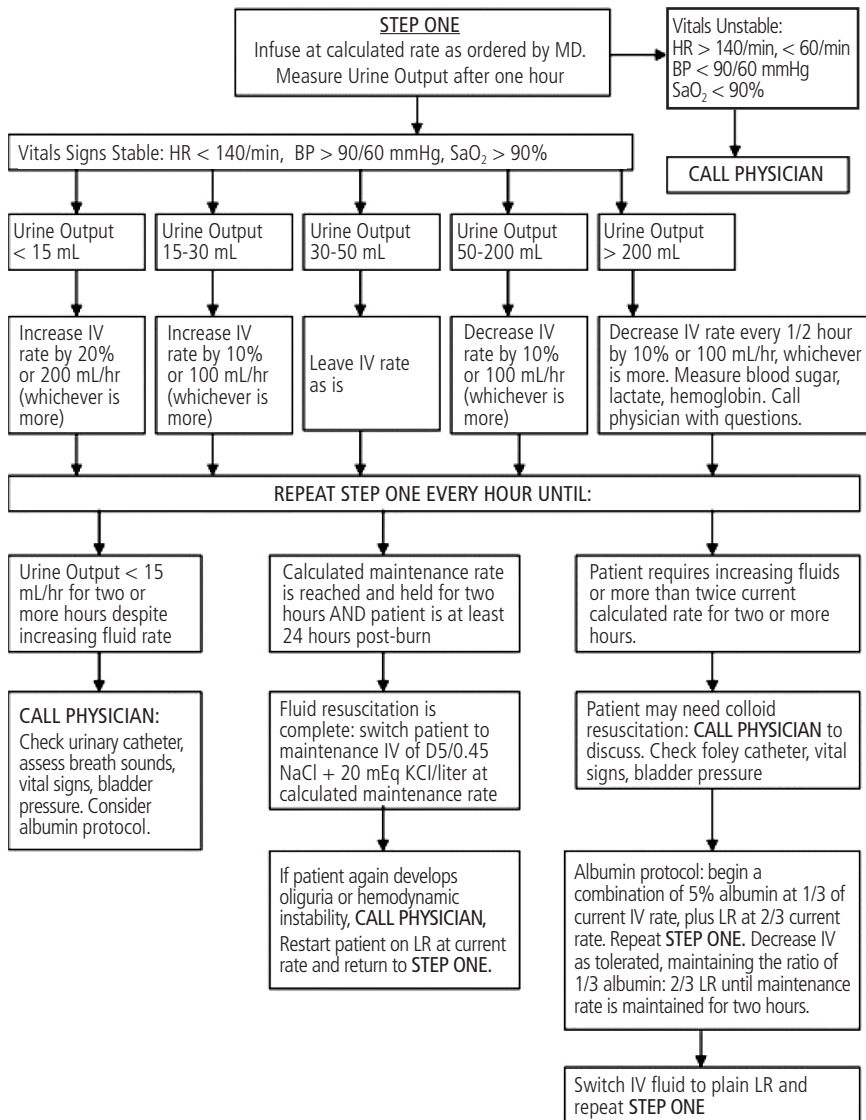 STEP ONE
Infuse at calculated rate as ordered by MD.
Measure Urine Output after one hour
Vitals Unstable:
HR > 140/min, < 60/min
BP < 90/60 mmHg
SaO₂ < 90%
CALL PHYSICIAN
Vitals Signs Stable: HR < 140/min, BP > 90/60 mmHg, SaO₂ > 90%
Urine Output
< 15 mL
Urine Output
15-30 mL
Urine Output
30-50 mL
Urine Output
50-200 mL
Urine Output
> 200 mL
Increase IV
rate by 20%
or 200 mL/hr
(whichever is
more)
Increase IV
rate by 10%
or 100 mL/hr
(whichever is
more)
Leave IV rate
as is
Decrease IV
rate by 10%
or 100 mL/hr
(whichever is
more)
Decrease IV rate every 1/2 hour
by 10% or 100 mL/hr, whichever
is more. Measure blood sugar,
lactate, hemoglobin. Call
physician with questions.
REPEAT STEP ONE EVERY HOUR UNTIL:
Urine Output < 15
mL/hr for two or
more hours despite
increasing fluid rate
CALL PHYSICIAN:
Check urinary catheter,
assess breath sounds,
vital signs, bladder
pressure. Consider
albumin protocol.
Calculated maintenance rate
is reached and held for two
hours AND patient is at least
24 hours post-burn
Fluid resuscitation is
complete: switch patient to
maintenance IV of D5/0.45
NaCl + 20 mEq KCl/liter at
calculated maintenance rate
If patient again develops
oliguria or hemodynamic
instability, CALL PHYSICIAN,
Restart patient on LR at current
rate and return to STEP ONE.
Patient requires increasing fluids
or more than twice current
calculated rate for two or more
hours.
Patient may need colloid
resuscitation: CALL PHYSICIAN to
discuss. Check foley catheter, vital
signs, bladder pressure
Albumin protocol: begin a
combination of 5% albumin at 1/3 of
current IV rate, plus LR at 2/3 current
rate. Repeat STEP ONE. Decrease IV
as tolerated, maintaining the ratio of
1/3 albumin: 2/3 LR until maintenance
rate is maintained for two hours.
Switch IV fluid to plain LR and
repeat STEP ONE